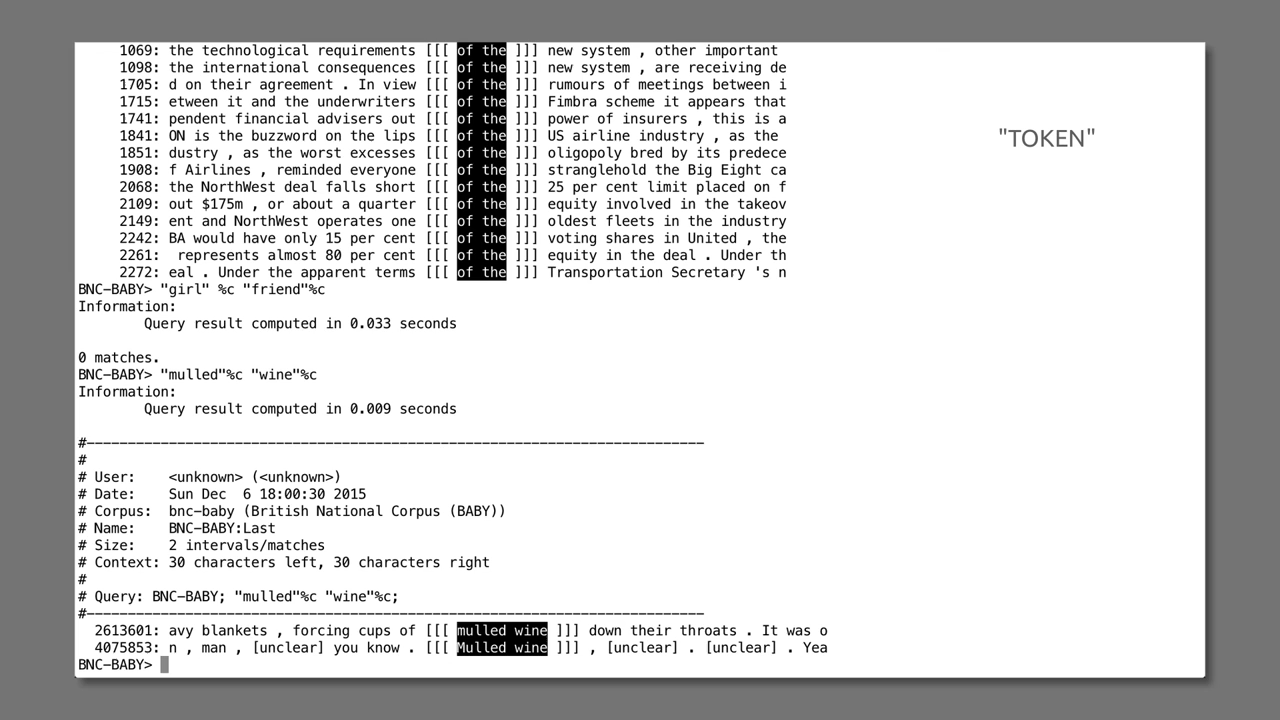 1069: the technological requirements [[[ of the ]]] new system , other important
1098: the international consequences [[[ of the ]]] new system , are receiving de
1705: d on their agreement . In view [[[ of the ]]] rumours of meetings between i
1715: etween it and the underwriters [[[ of the ]]] Fimbra scheme it appears that
1741: pendent financial advisers out [[[ of the ]]] power of insurers , this is a
1841: ON is the buzzword on the lips [[[ of the ]]] US airline industry , as the
1851: dustry , as the worst excesses [[[ of the ]]] oligopoly bred by its predece
1908: f Airlines , reminded everyone [[[ of the ]]] stranglehold the Big Eight ca
2068: the NorthWest deal falls short [[[ of the ]]] 25 per cent limit placed on f
2109: out $175m , or about a quarter [[[ of the ]]] equity involved in the takeov
2149: ent and NorthWest operates one [[[ of the ]]] oldest fleets in the industry
2242: BA would have only 15 per cent [[[ of the ]]] voting shares in United , the
2261: represents almost 80 per cent [[[ of the ]]] equity in the deal . Under th
2272: eal . Under the apparent terms [[[ of the ]]] Transportation Secretary 's n
BNC-BABY> "girl" %c "friend"%c
Information:
Query result computed in 0.033 seconds
0 matches.
BNC-BABY> "mulled"%c "wine"%c
Information:
Query result computed in 0.009 seconds
#---------------------------------------------------------------------------
#
# User: <unknown> (<unknown>)
# Date: Sun Dec 6 18:00:30 2015
# Corpus: bnc-baby (British National Corpus (BABY))
# Name: BNC-BABY:Last
# Size: 2 intervals/matches
# Context: 30 characters left, 30 characters right
#
# Query: BNC-BABY; "mulled"%c "wine"%c;
#---------------------------------------------------------------------------
2613601: avy blankets , forcing cups of [[[ mulled wine ]]] down their throats . It was o
4075853: n , man , [unclear] you know . [[[ Mulled wine ]]] , [unclear] . [unclear] . Yea
BNC-BABY>
"TOKEN"